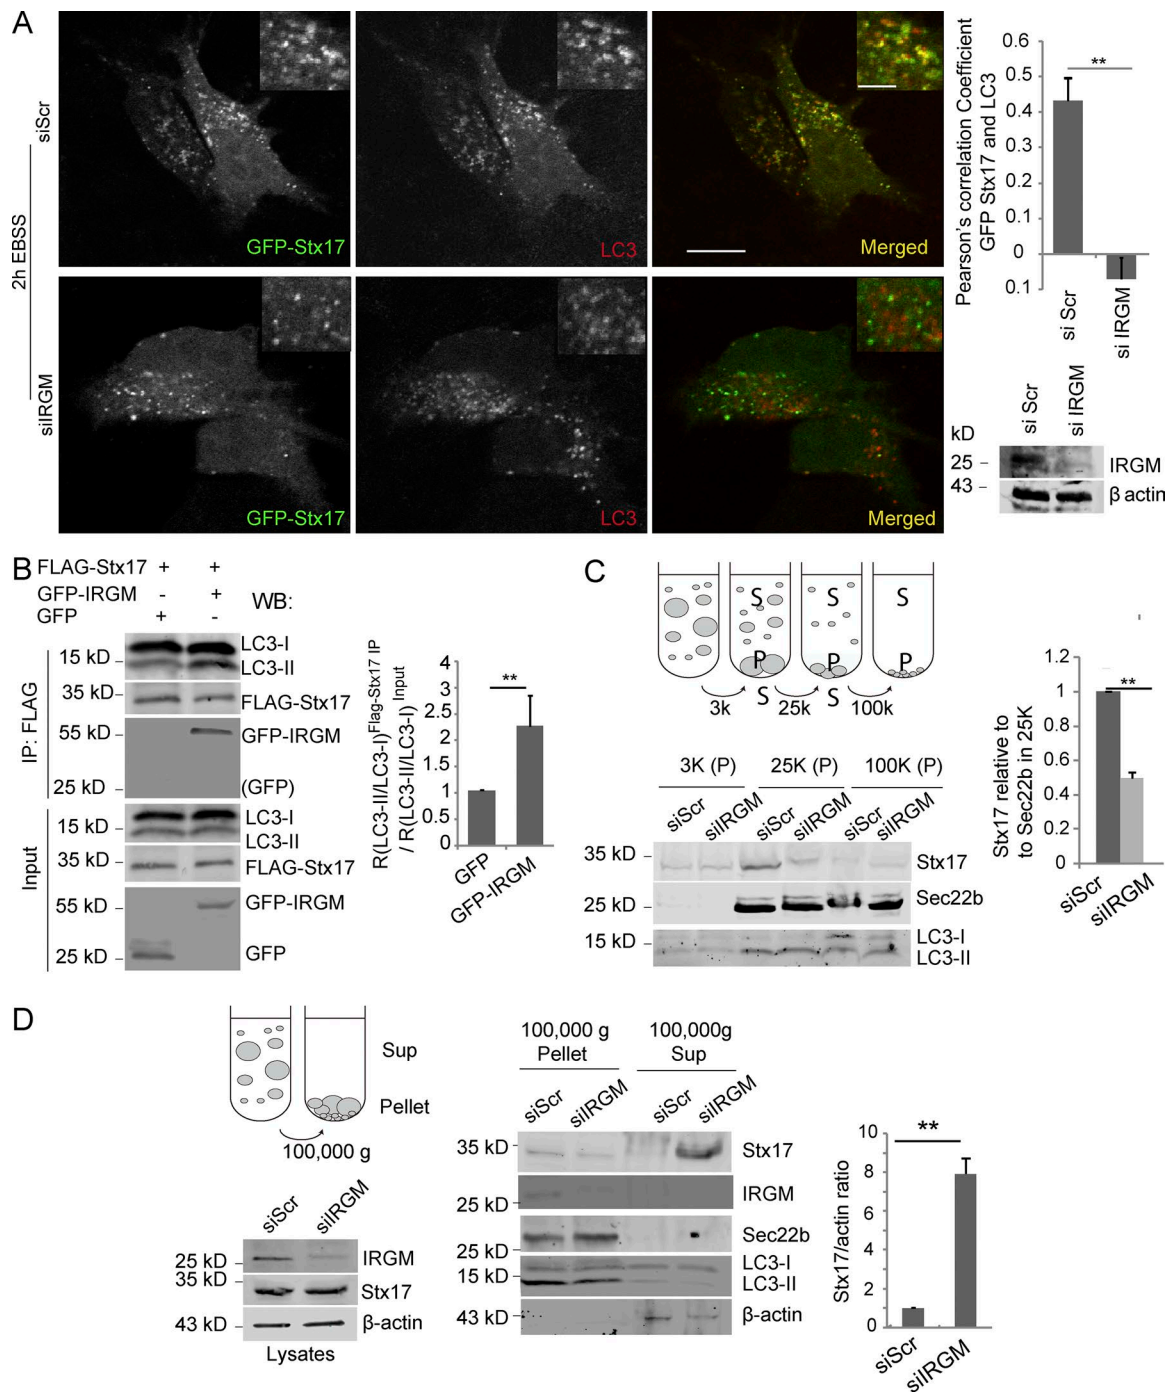 A
siScr
2h EBSS
siIRGM
GFP-Stx17
LC3
Merged
GFP-Stx17
LC3
Merged
Pearson's correlation Coefficient
GFP Stx17 and LC3
0.6
0.5
0.4
0.3
0.2
0.1
0
0.1
**
si Scr
si IRGM
si Scr
si IRGM
kD
25
IRGM
43
β actin
B
FLAG-Stx17 + +
GFP-IRGM - +
GFP + -
WB:
IP: FLAG
LC3-I
15 kD
LC3-II
35 kD
FLAG-Stx17
55 kD
GFP-IRGM
25 kD
(GFP)
Input
LC3-I
15 kD
LC3-II
35 kD
FLAG-Stx17
55 kD
GFP-IRGM
25 kD
GFP
R(LC3-II/LC3-I)Flag-Stx17 IP
/ R(LC3-II/LC3-I)Input
4
3.5
3
2.5
2
1.5
1
0.5
0
**
GFP
GFP-IRGM
C
S S S
P P P
S S
3k 25k 100k
3K (P) 25K (P) 100K (P)
siScr siIRGM siScr siIRGM siScr siIRGM
35 kD
Stx17
25 kD
Sec22b
15 kD
LC3-I
LC3-II
Stx17 relative
to Sec22b in 25K
1.2
1
0.8
0.6
0.4
0.2
0
**
siScr
siIRGM
D
Sup
Pellet
100,000 g
siScr siIRGM
25 kD
IRGM
35 kD
Stx17
43 kD
β-actin
Lysates
100,000 g 100,000g
Pellet Sup
siScr siIRGM siScr siIRGM
35 kD
Stx17
IRGM
25 kD
Sec22b
25 kD
LC3-I
15 kD
LC3-II
43 kD
β-actin
Stx17/actin ratio
10
8
6
4
2
0
**
siScr
siIRGM